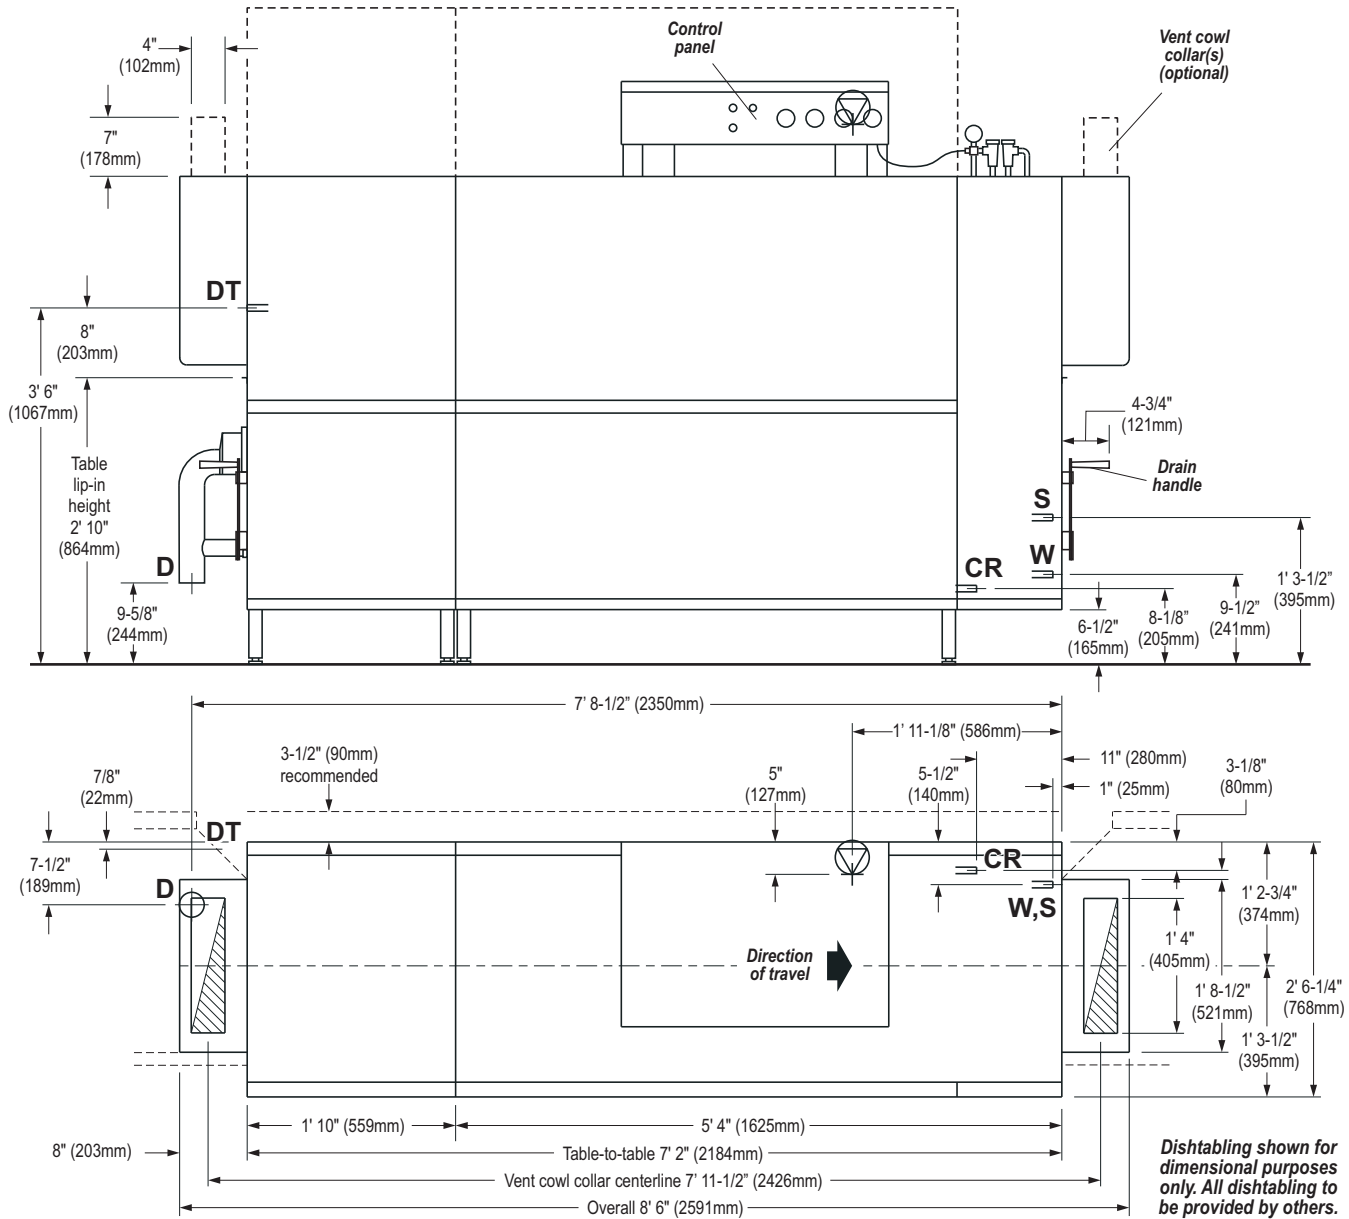 Control
panel
Vent cowl
collar(s)
(optional)
4"
(102mm)
7"
(178mm)
DT
8"
(203mm)
3' 6"
(1067mm)
Table
lip-in
height
2' 10"
(864mm)
4-3/4"
(121mm)
Drain
handle
S
W
CR
D
9-5/8"
(244mm)
6-1/2"
(165mm)
8-1/8"
(205mm)
9-1/2"
(241mm)
1' 3-1/2"
(395mm)
7' 8-1/2" (2350mm)
1' 11-1/8" (586mm)
3-1/2" (90mm)
recommended
7/8"
(22mm)
5"
(127mm)
5-1/2"
(140mm)
11" (280mm)
1" (25mm)
3-1/8"
(80mm)
DT
7-1/2"
(189mm)
D
CR
W,S
1' 2-3/4"
(374mm)
1' 4"
(405mm)
Direction
of travel
1' 8-1/2"
(521mm)
2' 6-1/4"
(768mm)
1' 3-1/2"
(395mm)
1' 10" (559mm)
5' 4" (1625mm)
8" (203mm)
Table-to-table 7' 2" (2184mm)
Vent cowl collar centerline 7' 11-1/2" (2426mm)
Overall 8' 6" (2591mm)
Dishtabling shown for
dimensional purposes
only. All dishtabling to
be provided by others.